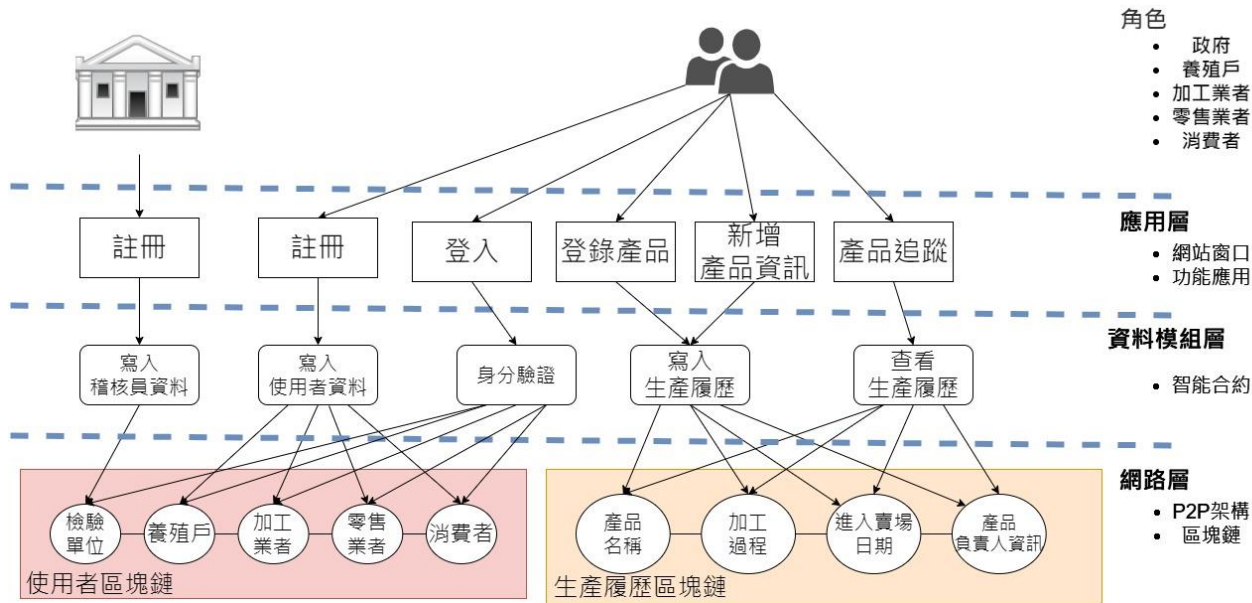 角色
政府
養殖戶
加工業者
零售業者
消費者
註冊
註冊
登入
登錄產品
新增
產品資訊
產品追蹤
應用層
網站窗口
功能應用
寫入
稽核員資料
寫入
使用者資料
身分驗證
寫入
生產履歷
查看
生產履歷
資料模組層
智能合約
檢驗
單位
養殖戶
加工
業者
零售
業者
消費者
使用者區塊鏈
產品
名稱
加工
過程
進入賣場
日期
產品
負責人資訊
生產履歷區塊鏈
網路層
P2P架構
區塊鏈